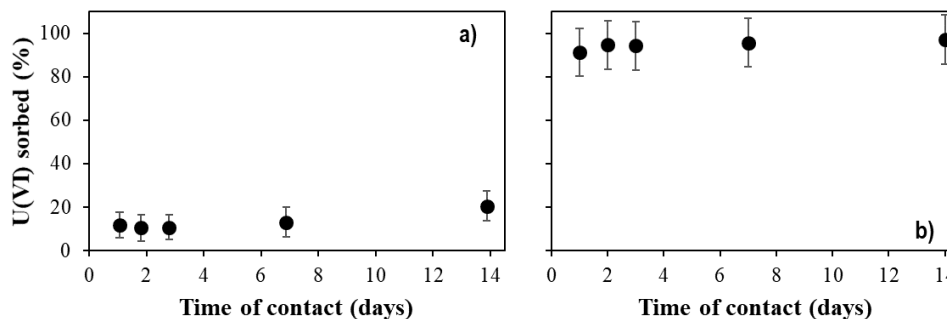 a)
U(VI) sorbed (%)
100
80
60
40
20
0
0 2 4 6 8 10 12 14
Time of contact (days)
b)
0 2 4 6 8 10 12 14
Time of contact (days)